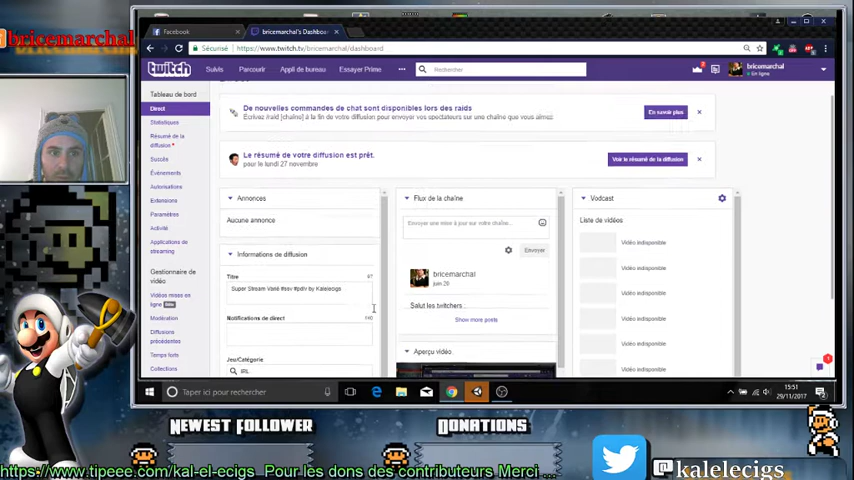 bricemarchal
Facebook
bricemarchal's Dashboa
Sécurisé
https://www.twitch.tv/bricemarchal/dashboard
twitch
Suivis
Parcourir
Appli de bureau
Essayer Prime
Rechercher
bricemarchal
En ligne
Tableau de bord
Direct
Statistiques
Résumé de la
diffusion
Succès
Événements
Autorisations
Extensions
Paramètres
Activité
Applications de
streaming
Gestionnaire de
vidéo
Vidéos mises en
ligne
Modération
Diffusions
précédentes
Temps forts
Collections
De nouvelles commandes de chat sont disponibles lors des raids
Écrivez /raid [chaîne] à la fin de votre diffusion pour envoyer vos spectateurs sur une chaîne que vous aimez.
En savoir plus
Le résumé de votre diffusion est prêt.
pour le lundi 27 novembre
Voir le résumé de la diffusion
Annonces
Aucune annonce
Informations de diffusion
Titre
97
Super Stream Varié #ssv #pdlv by Kalelecigs
Notifications de direct
140
Jeu/Catégorie
IRL
Flux de la chaîne
Envoyer une mise à jour sur votre chaîne...
Envoyer
bricemarchal
juin 20
Salut les twitchers :
Show more posts
Aperçu vidéo
Vodcast
Liste de vidéos
Vidéo indisponible
Vidéo indisponible
Vidéo indisponible
Vidéo indisponible
Vidéo indisponible
Vidéo indisponible
Taper ici pour rechercher
15:51
29/11/2017
NEWEST FOLLOWER
DONATIONS
https://www.tipeee.com/kal-el-ecigs Pour les dons des contributeurs Merci ...
@kalelecigs